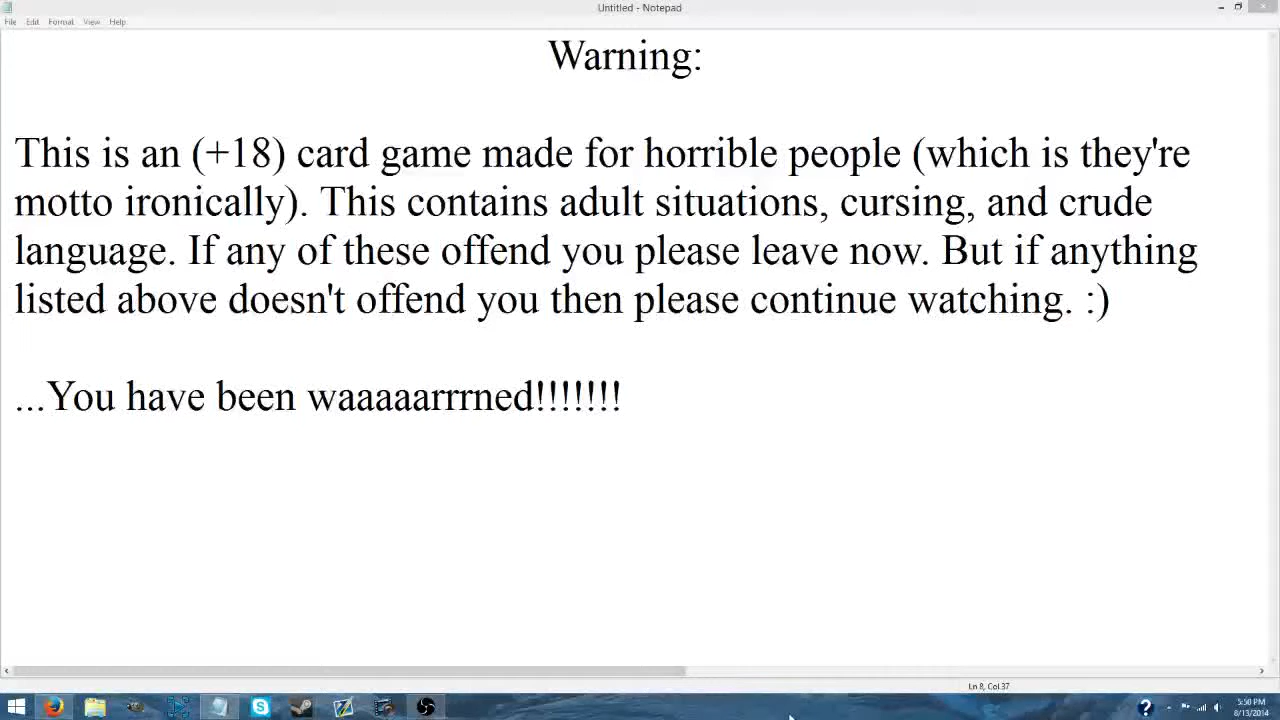 Untitled - Notepad
File Edit Format View Help
Warning:
This is an (+18) card game made for horrible people (which is they're
motto ironically). This contains adult situations, cursing, and crude
language. If any of these offend you please leave now. But if anything
listed above doesn't offend you then please continue watching. :)
...You have been waaaaarrrned!!!!!!!
Ln 8, Col 37
5:50 PM
8/13/2014